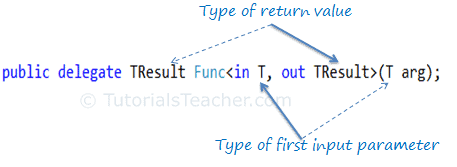 Type of return value
public delegate TResult Func<in T, out TResult>(T arg);
© TutorialsTeacher.com
Type of first input parameter